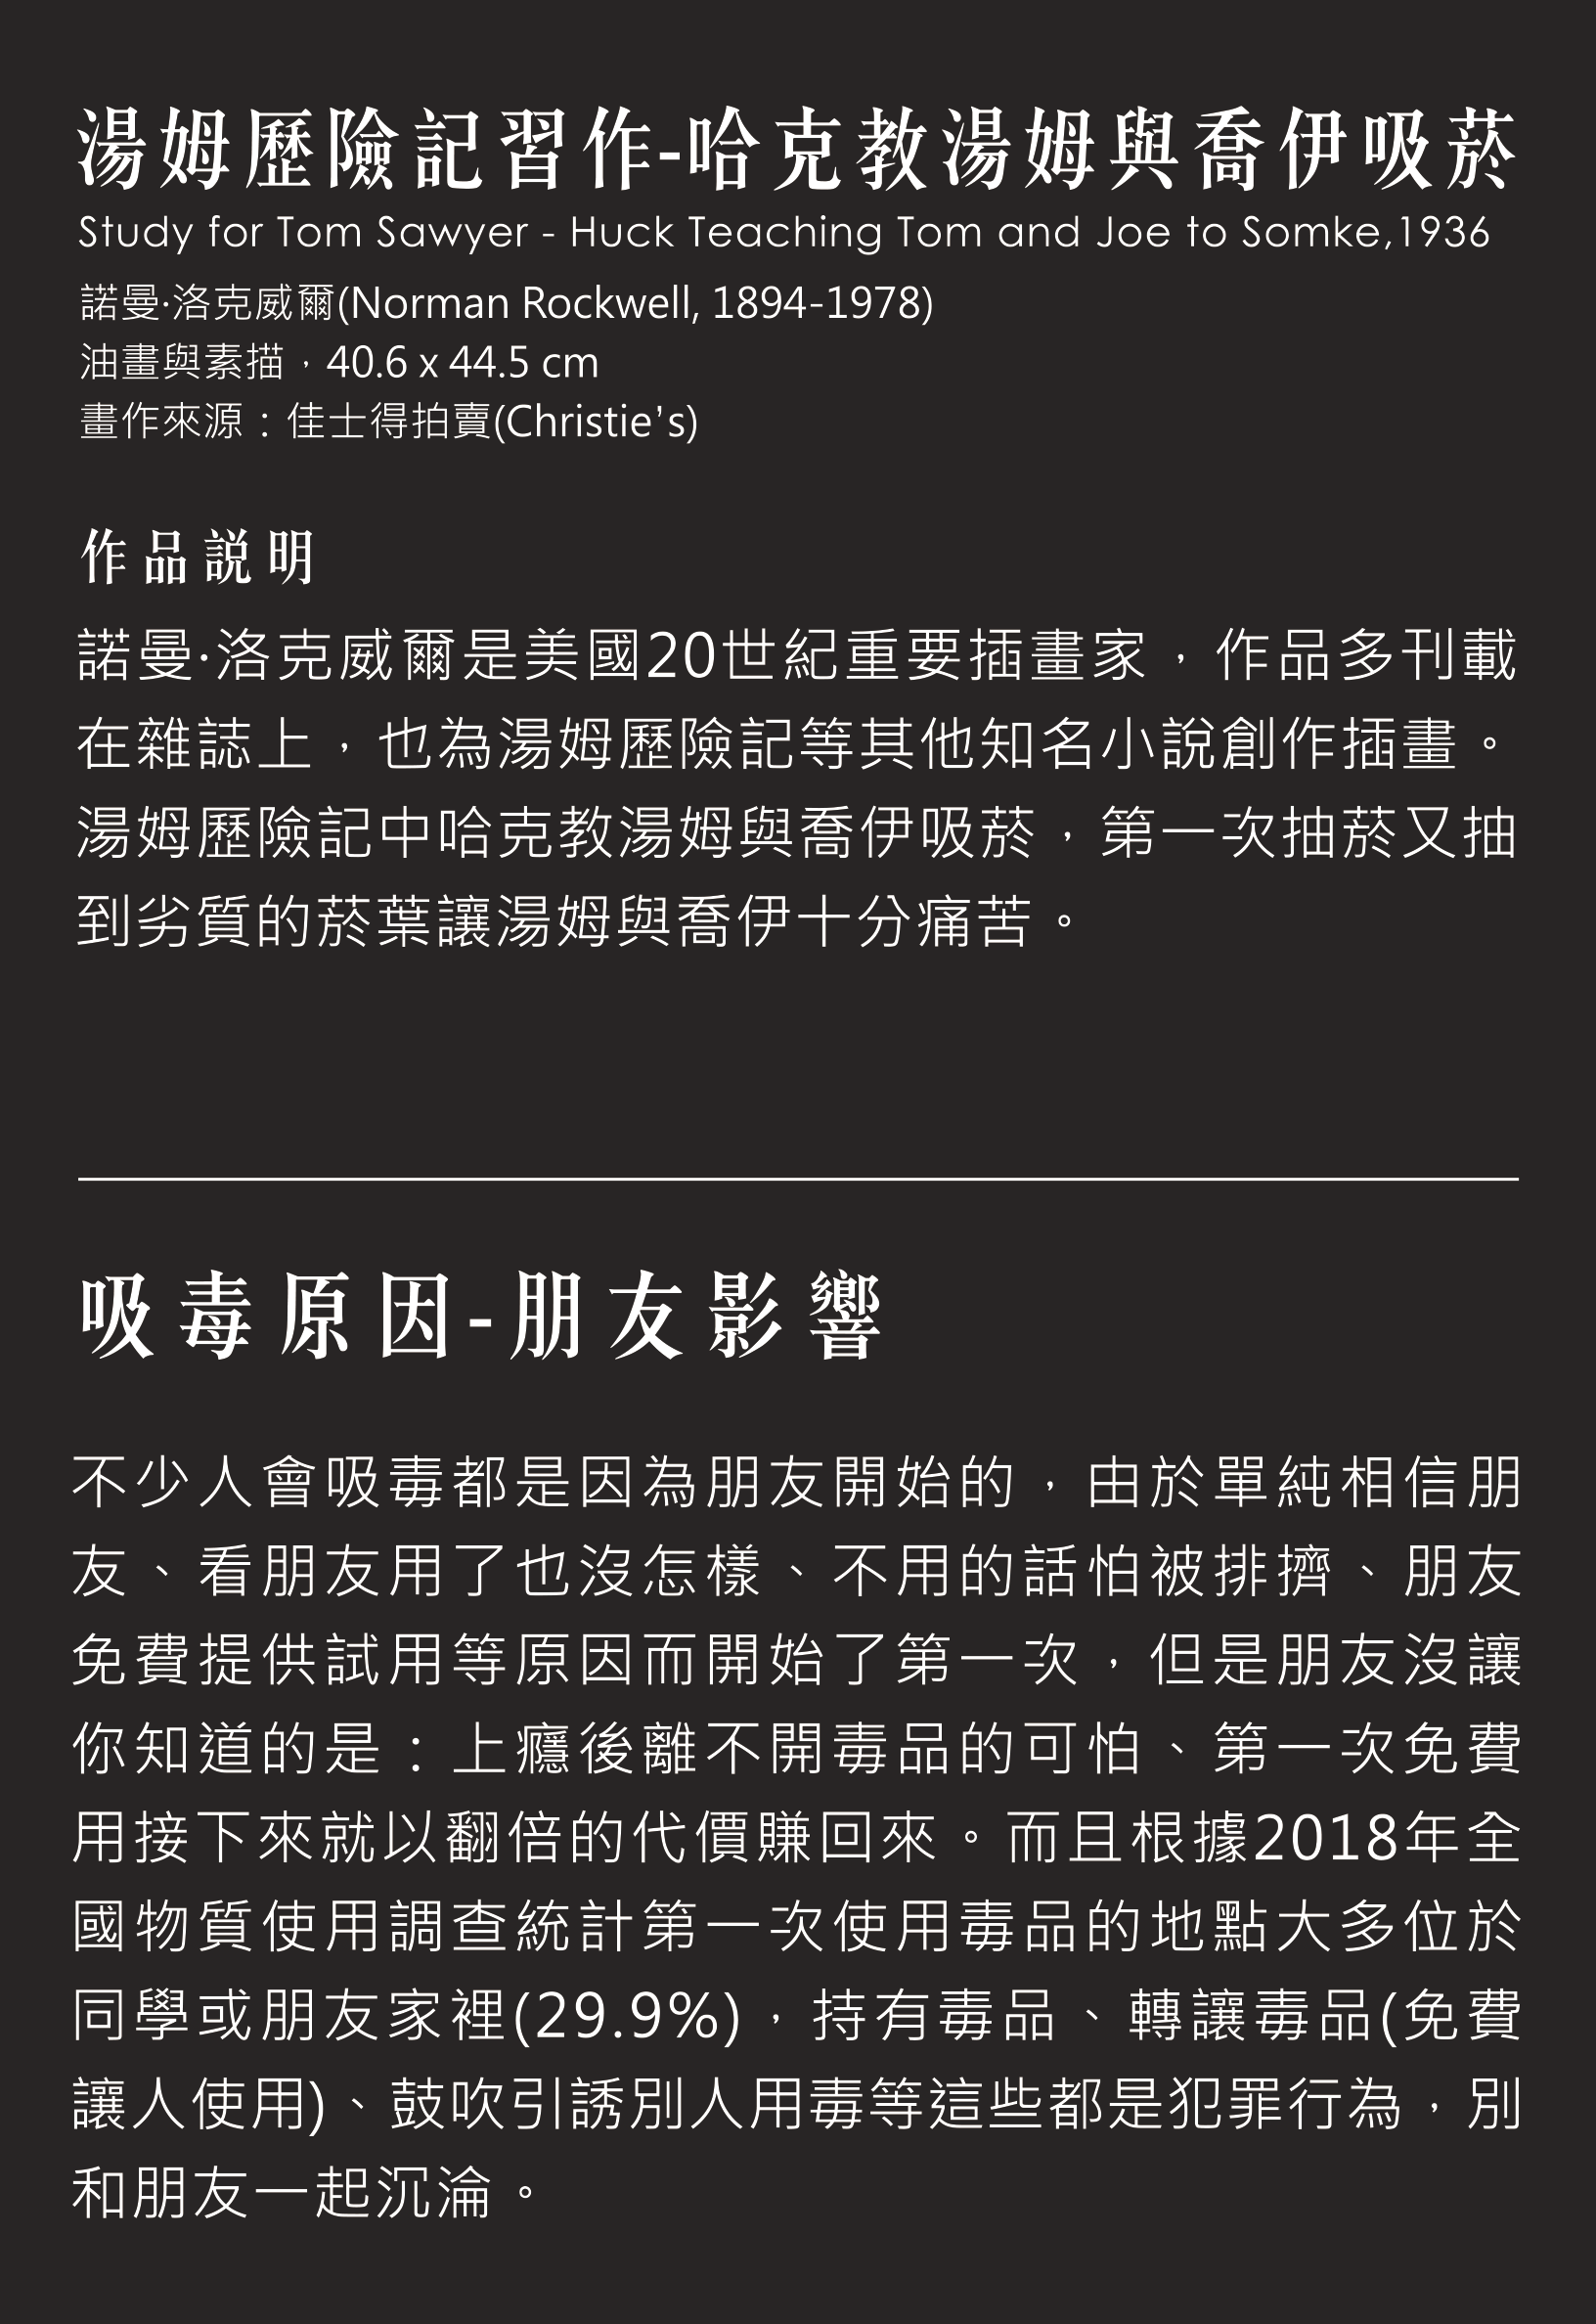 湯姆歷險記習作-哈克教湯姆與喬伊吸菸
Study for Tom Sawyer - Huck Teaching Tom and Joe to Somke,1936
諾曼·洛克威爾(Norman Rockwell, 1894-1978)
油畫與素描，40.6 x 44.5 cm
畫作來源：佳士得拍賣(Christie's)
作品說明
諾曼·洛克威爾是美國20世紀重要插畫家，作品多刊載
在雜誌上，也為湯姆歷險記等其他知名小說創作插畫。
湯姆歷險記中哈克教湯姆與喬伊吸菸，第一次抽菸又抽
到劣質的菸葉讓湯姆與喬伊十分痛苦。
吸毒原因-朋友影響
不少人會吸毒都是因為朋友開始的，由於單純相信朋
友、看朋友用了也沒怎樣、不用的話怕被排擠、朋友
免費提供試用等原因而開始了第一次，但是朋友沒讓
你知道的是：上癮後離不開毒品的可怕、第一次免費
用接下來就以翻倍的代價賺回來。而且根據2018年全
國物質使用調查統計第一次使用毒品的地點大多位於
同學或朋友家裡(29.9%)，持有毒品、轉讓毒品(免費
讓人使用)、鼓吹引誘別人用毒等這些都是犯罪行為，別
和朋友一起沉淪。